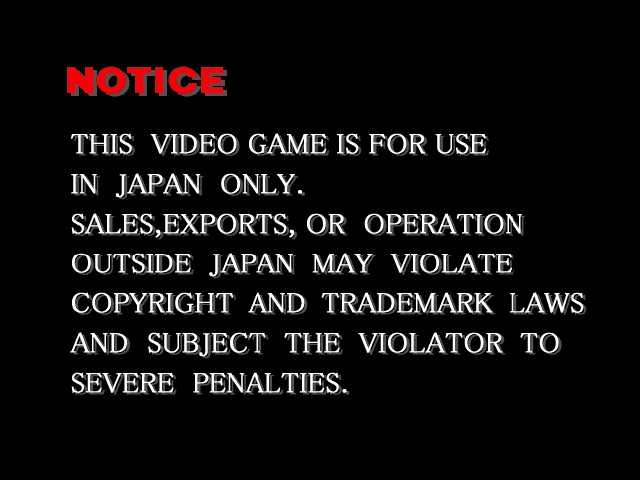 NOTICE
THIS VIDEO GAME IS FOR USE
IN JAPAN ONLY.
SALES,EXPORTS, OR OPERATION
OUTSIDE JAPAN MAY VIOLATE
COPYRIGHT AND TRADEMARK LAWS
AND SUBJECT THE VIOLATOR TO
SEVERE PENALTIES.